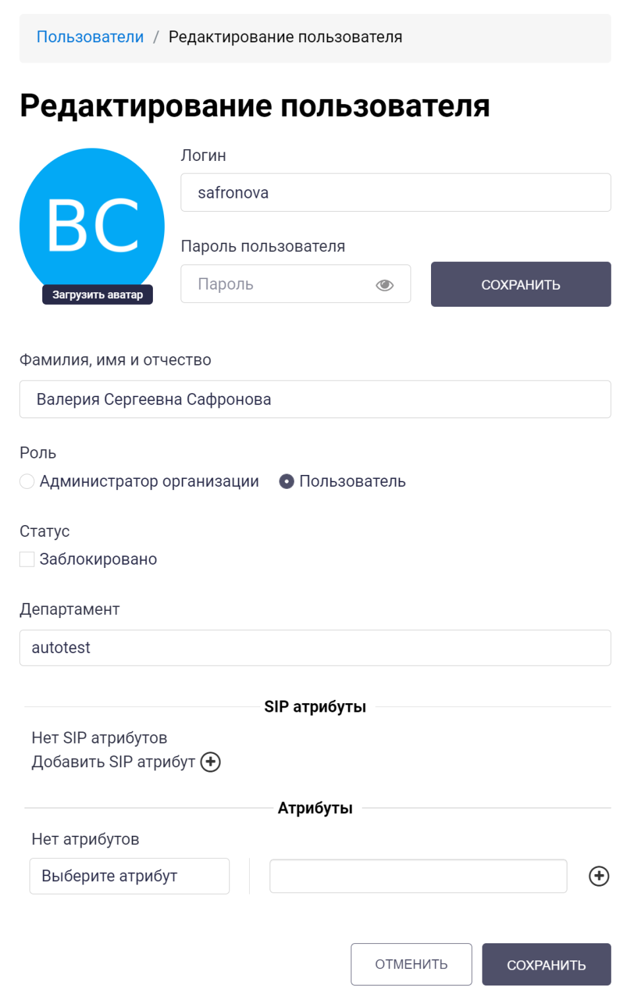 Пользователи / Редактирование пользователя
Редактирование пользователя
ВС
Загрузить аватар
Логин
safronova
Пароль пользователя
Пароль
СОХРАНИТЬ
Фамилия, имя и отчество
Валерия Сергеевна Сафронова
Роль
Администратор организации Пользователь
Статус
Заблокировано
Департамент
autotest
SIP атрибуты
Нет SIP атрибутов
Добавить SIP атрибут
Атрибуты
Нет атрибутов
Выберите атрибут
ОТМЕНИТЬ СОХРАНИТЬ